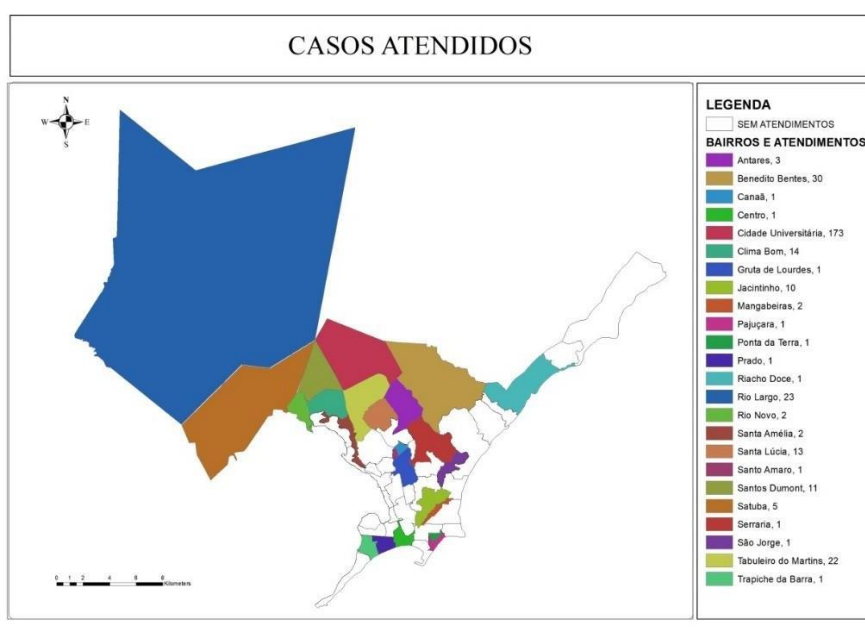 CASOS ATENDIDOS
N
W E
S
LEGENDA
SEM ATENDIMENTOS
BAIRROS E ATENDIMENTOS
Antares, 3
Benedito Bentes, 30
Canaã, 1
Centro, 1
Cidade Universitária, 173
Clima Bom, 14
Gruta de Lourdes, 1
Jacintinho, 10
Mangabeiras, 2
Pajuçara, 1
Ponta da Terra, 1
Prado, 1
Riacho Doce, 1
Rio Largo, 23
Rio Novo, 2
Santa Amélia, 2
Santa Lúcia, 13
Santo Amaro, 1
Santos Dumont, 11
Satuba, 5
Serraria, 1
São Jorge, 1
Tabuleiro do Martins, 22
Trapiche da Barra, 1
0 1 2 4 6 8
Kilometers